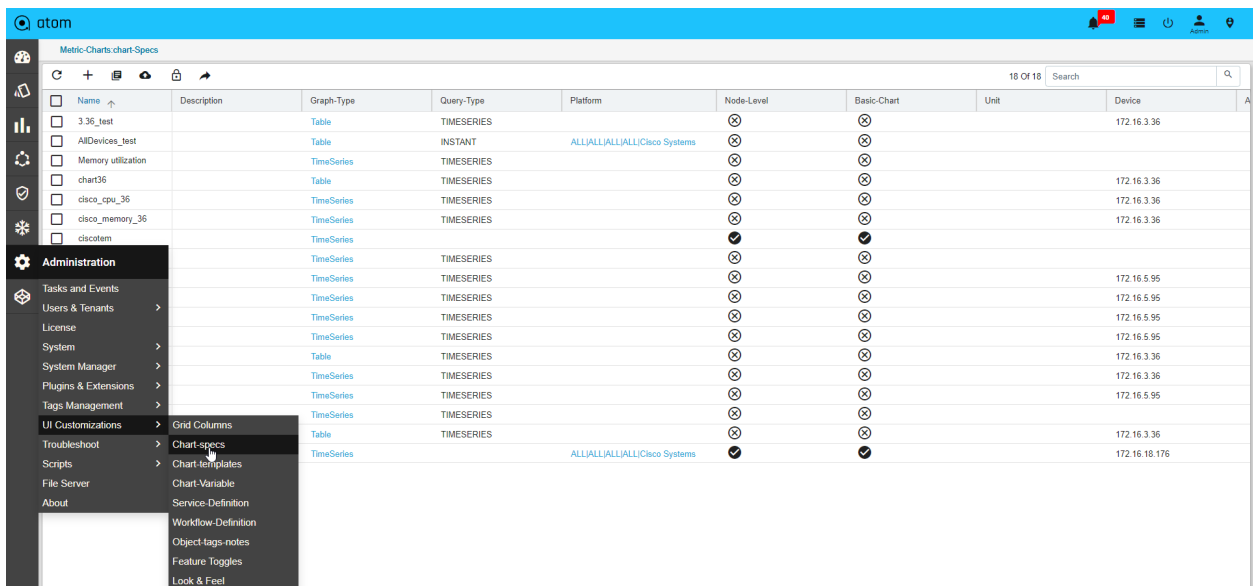 atom
40
Admin
Metric-Charts:chart-Specs
18 Of 18 Search
Name Description Graph-Type Query-Type Platform Node-Level Basic-Chart Unit Device A
3.36_test Table TIMESERIES 172.16.3.36
AllDevices_test Table INSTANT ALL|ALL|ALL|ALL|Cisco Systems
Memory utilization TimeSeries TIMESERIES
chart36 Table TIMESERIES 172.16.3.36
cisco_cpu_36 TimeSeries TIMESERIES 172.16.3.36
cisco_memory_36 TimeSeries TIMESERIES 172.16.3.36
ciscotem TimeSeries
Administration TimeSeries TIMESERIES
Tasks and Events TimeSeries TIMESERIES 172.16.5.95
TimeSeries TIMESERIES 172.16.5.95
Users & Tenants TimeSeries TIMESERIES 172.16.5.95
License TimeSeries TIMESERIES 172.16.5.95
System Table TIMESERIES 172.16.3.36
System Manager TimeSeries TIMESERIES 172.16.3.36
Plugins & Extensions TimeSeries TIMESERIES 172.16.5.95
Tags Management TimeSeries TIMESERIES
UI Customizations Grid Columns Table TIMESERIES 172.16.3.36
Troubleshoot Chart-specs TimeSeries ALL|ALL|ALL|ALL|Cisco Systems 172.16.18.176
Scripts Chart-templates
File Server Chart-Variable
About Service-Definition
Workflow-Definition
Object-tags-notes
Feature Toggles
Look & Feel